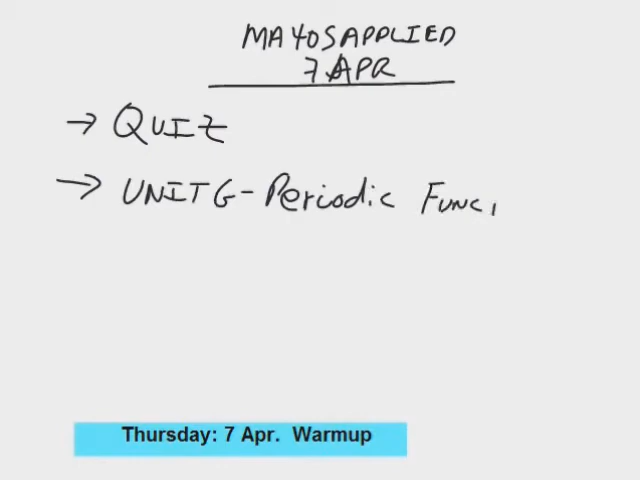 MA40SAPPLIED
7 APR
→ QUIZ
→ UNIT G - Periodic Func,
Thursday: 7 Apr. Warmup